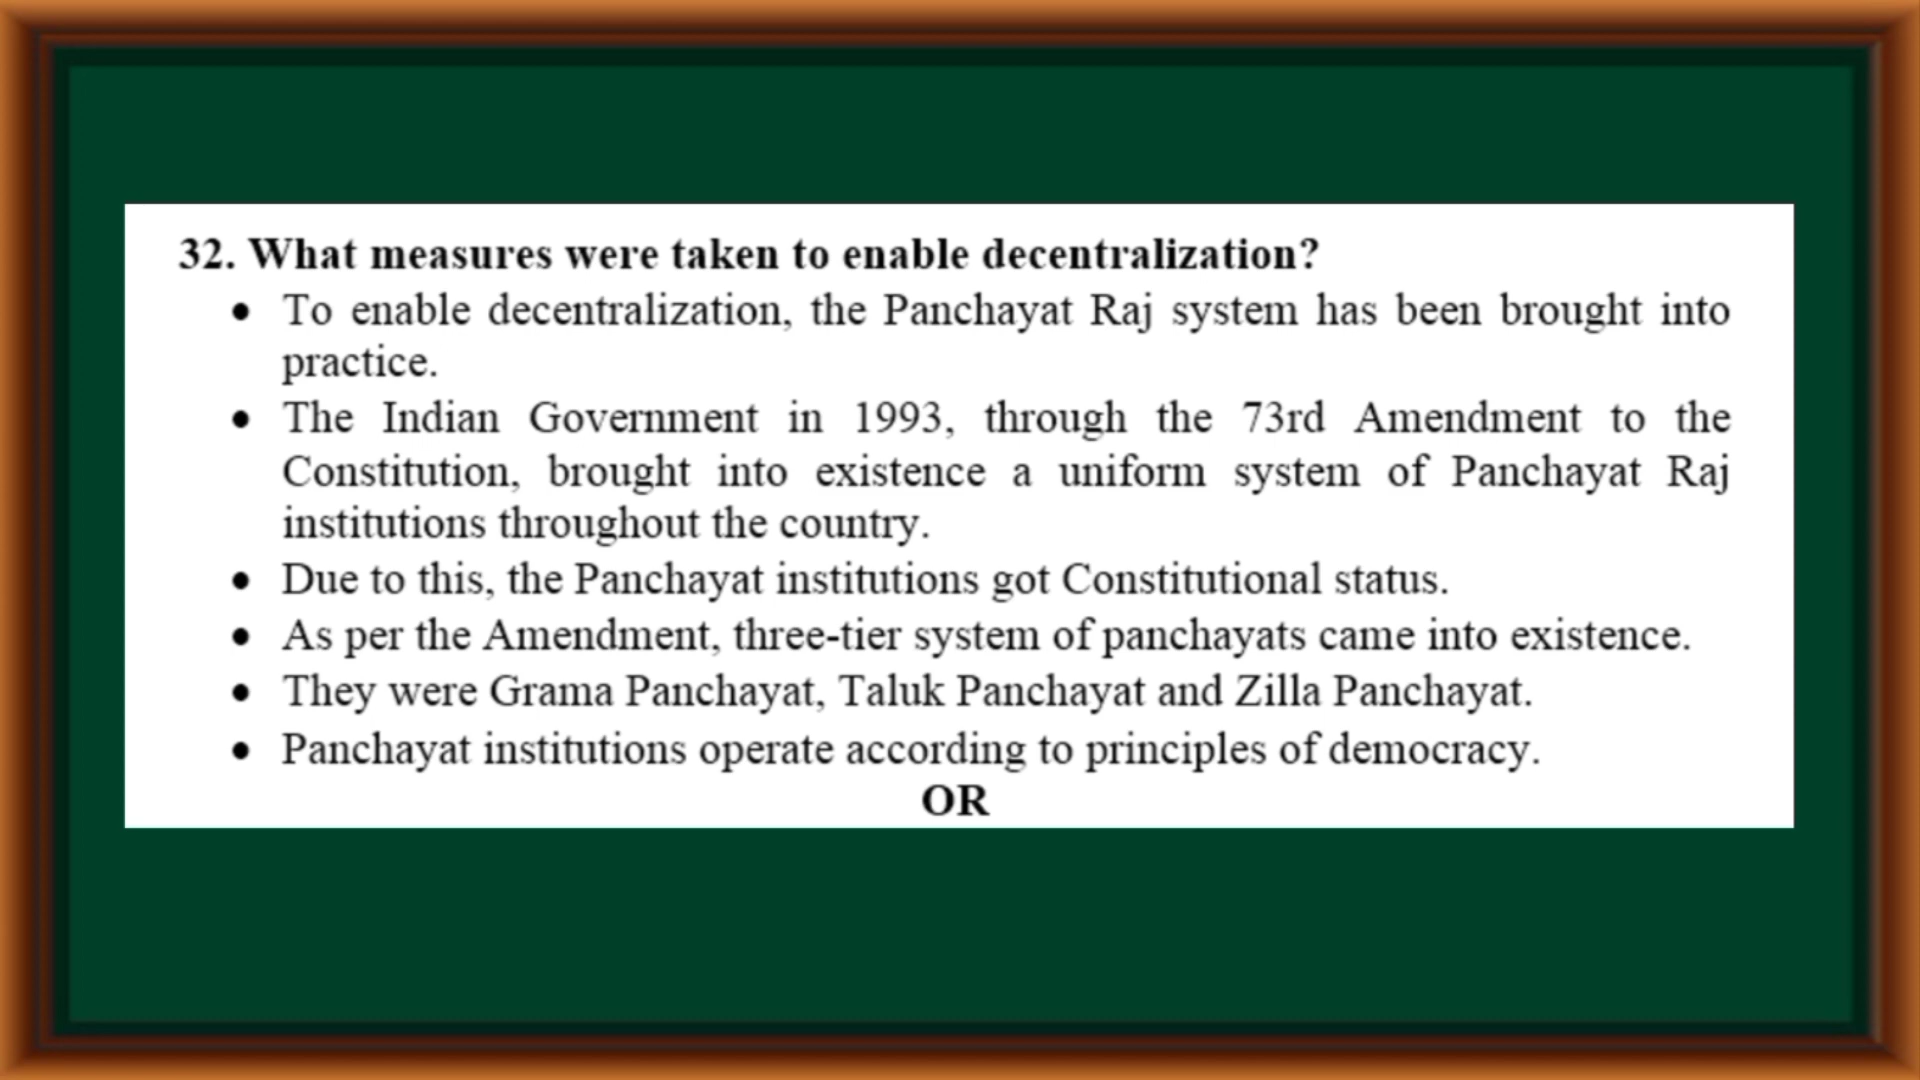 32. What measures were taken to enable decentralization?
● To enable decentralization, the Panchayat Raj system has been brought into
practice.
● The Indian Government in 1993, through the 73rd Amendment to the
Constitution, brought into existence a uniform system of Panchayat Raj
institutions throughout the country.
● Due to this, the Panchayat institutions got Constitutional status.
● As per the Amendment, three-tier system of panchayats came into existence.
● They were Grama Panchayat, Taluk Panchayat and Zilla Panchayat.
● Panchayat institutions operate according to principles of democracy.
OR